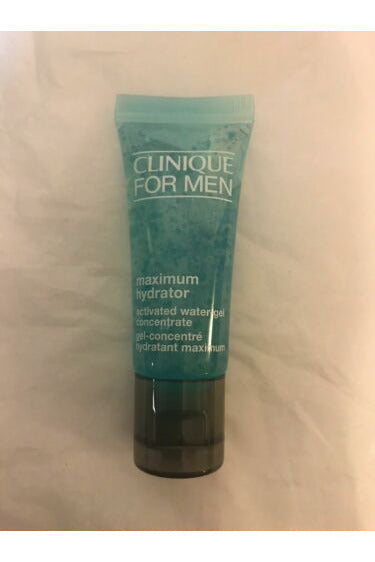 CLINIQUE
FOR MEN
maximum
hydrator
activated water gel
concentrate
gel-concentré
hydratant maximum